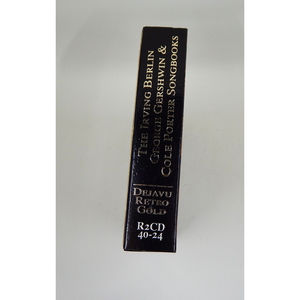 THE IRVING BERLIN
GEORGE GERSHWIN &
COLE PORTER SONGBOOKS
DEJAVU
RETRO
GOLD
R2CD
40-24